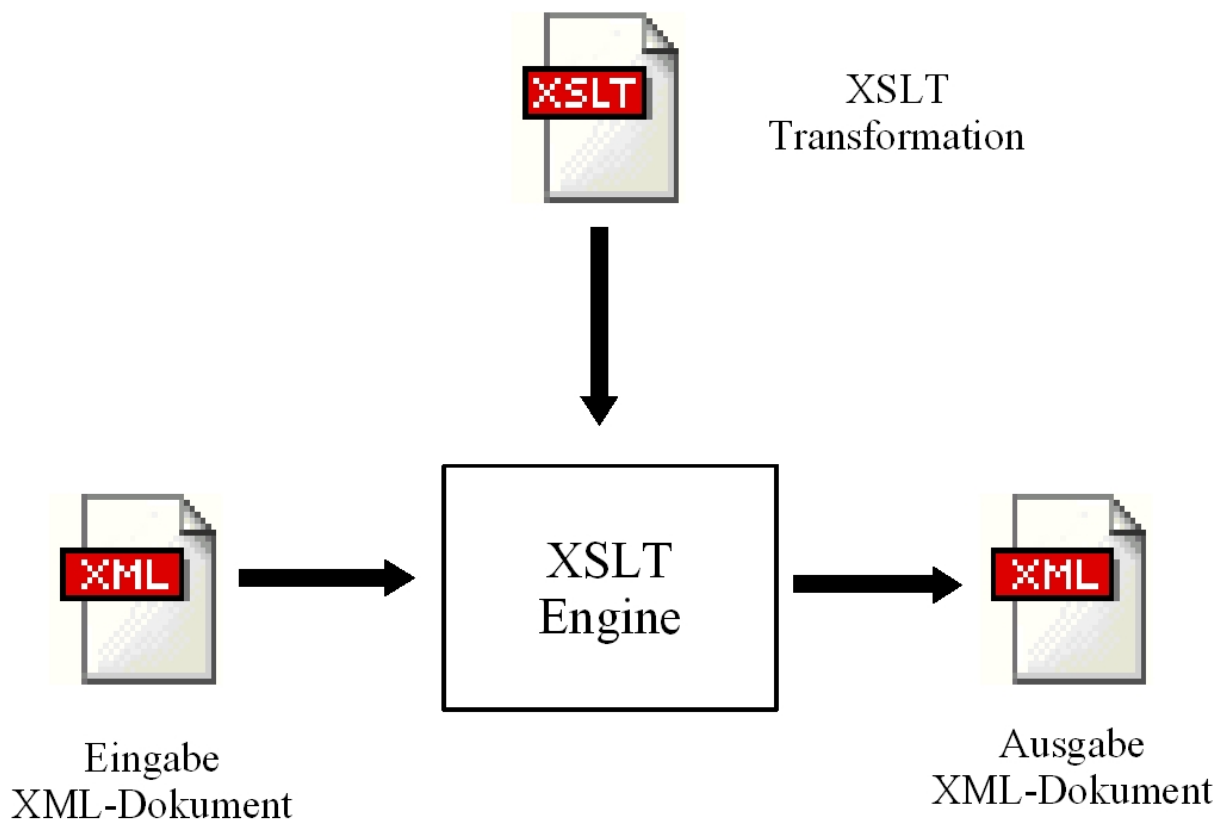 XSLT
XSLT
Transformation
XML
XSLT
Engine
XML
Eingabe
XML-Dokument
Ausgabe
XML-Dokument